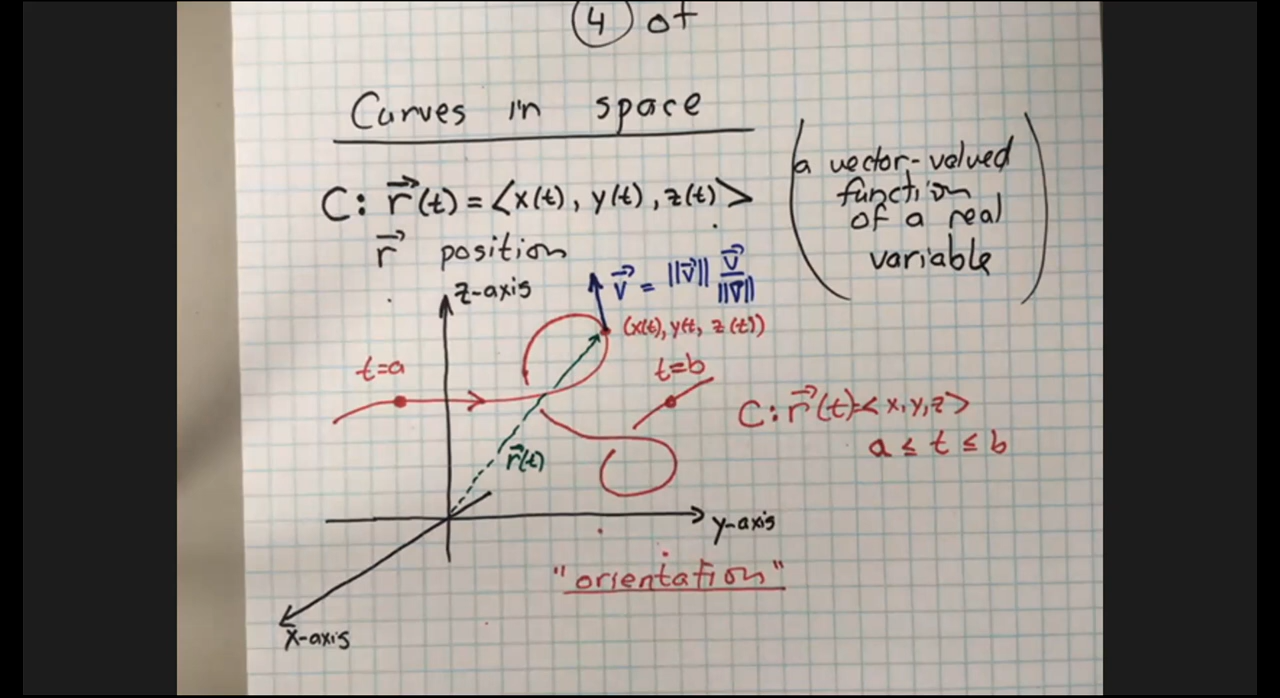 ④ of
Curves in space
C: r⃗(t) = <x(t), y(t), z(t)>
(a vector-valued
function
of a real
variable)
r⃗ position
z-axis
v⃗ = ||v⃗|| v⃗/||v⃗||
(x(t), y(t, z(t))
t=a
t=b
C: r⃗(t)=<x,y,z>
a ≤ t ≤ b
r⃗(t)
y-axis
"orientation"
x-axis